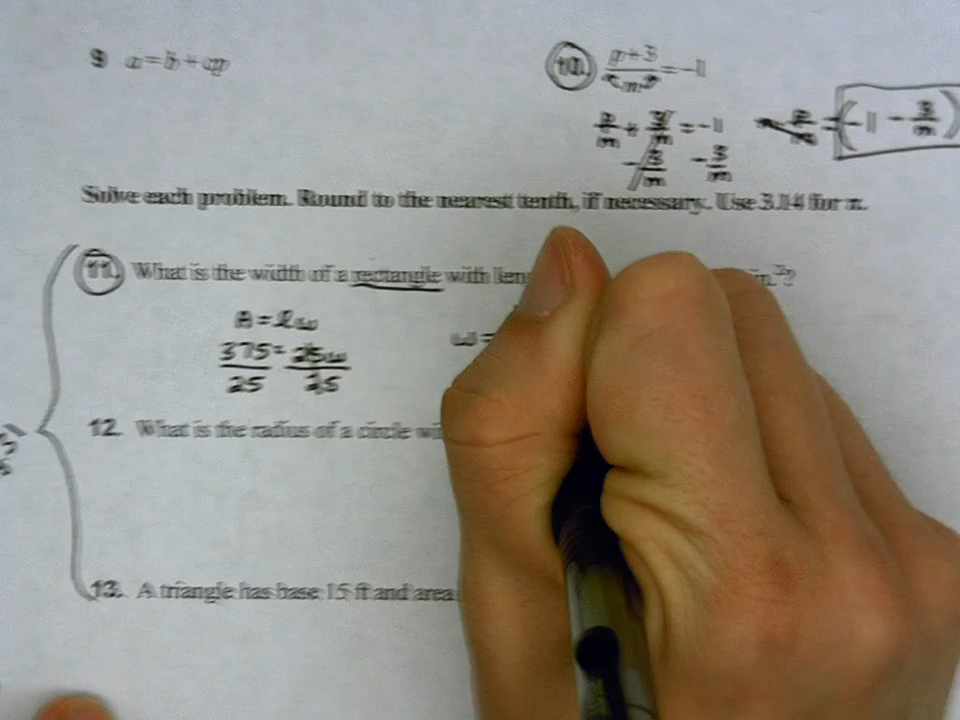 9 a = b + cp
10. p + 3 / m = -1
p/m + 3/m = -1
- 3/m - 3/m
p/m = (-1 - 3/m)
Solve each problem. Round to the nearest tenth, if necessary. Use 3.14 for π.
11. What is the width of a rectangle with in.²?
A = lw
w =
375 = 25w
25 25
12. What is the radius of a circle
13. A triangle has base 15 ft and area